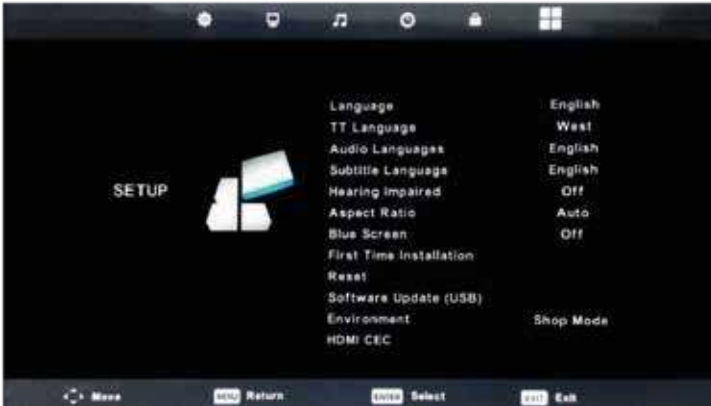 SETUP
Language English
TT Language West
Audio Languages English
Subtitle Language English
Hearing Impaired Off
Aspect Ratio Auto
Blue Screen Off
First Time Installation
Reset
Software Update (USB)
Environment Shop Mode
HDMI CEC
Move MENU Return ENTER Select EXIT Exit